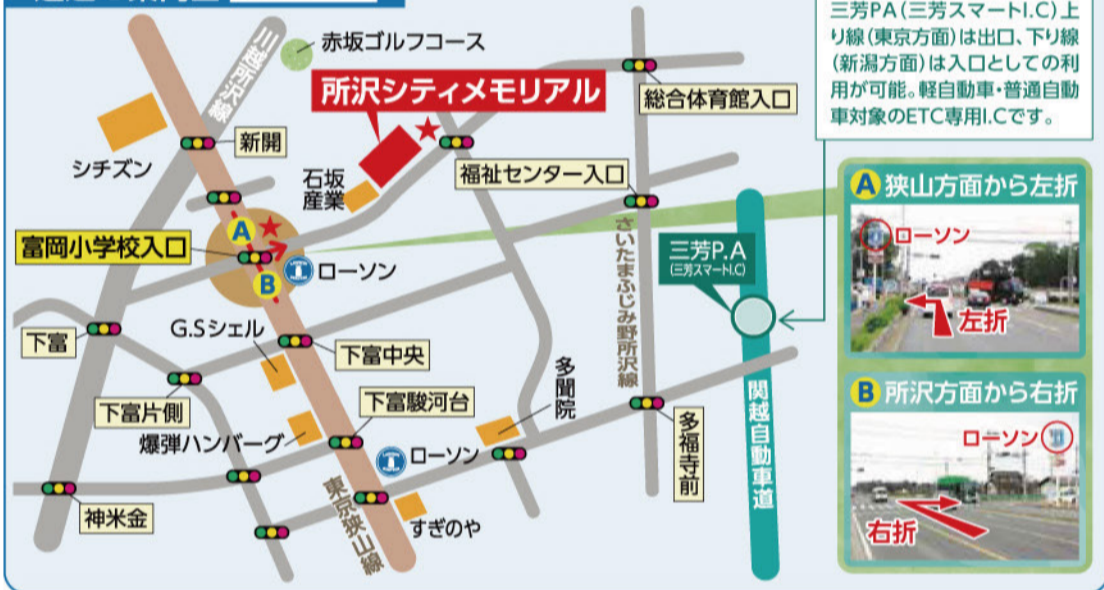 三芳PA(三芳スマートI.C)上
り線(東京方面)は出口、下り線
(新潟方面)は入口としての利
用が可能。軽自動車・普通自動
車対象のETC専用I.Cです。
川越所沢線
赤坂ゴルフコース
所沢シティメモリアル
総合体育館入口
シチズン
新開
石坂
産業
福祉センター入口
A
富岡小学校入口
B
ローソン
さいたまふじみ野所沢線
三芳P.A
(三芳スマートI.C)
下富
G.Sシェル
下富中央
下富片側
爆弾ハンバーグ
下富駿河台
多聞院
ローソン
多福寺前
関越自動車道
神米金
東京狭山線
すぎのや
A 狭山方面から左折
ローソン
左折
B 所沢方面から右折
ローソン
右折